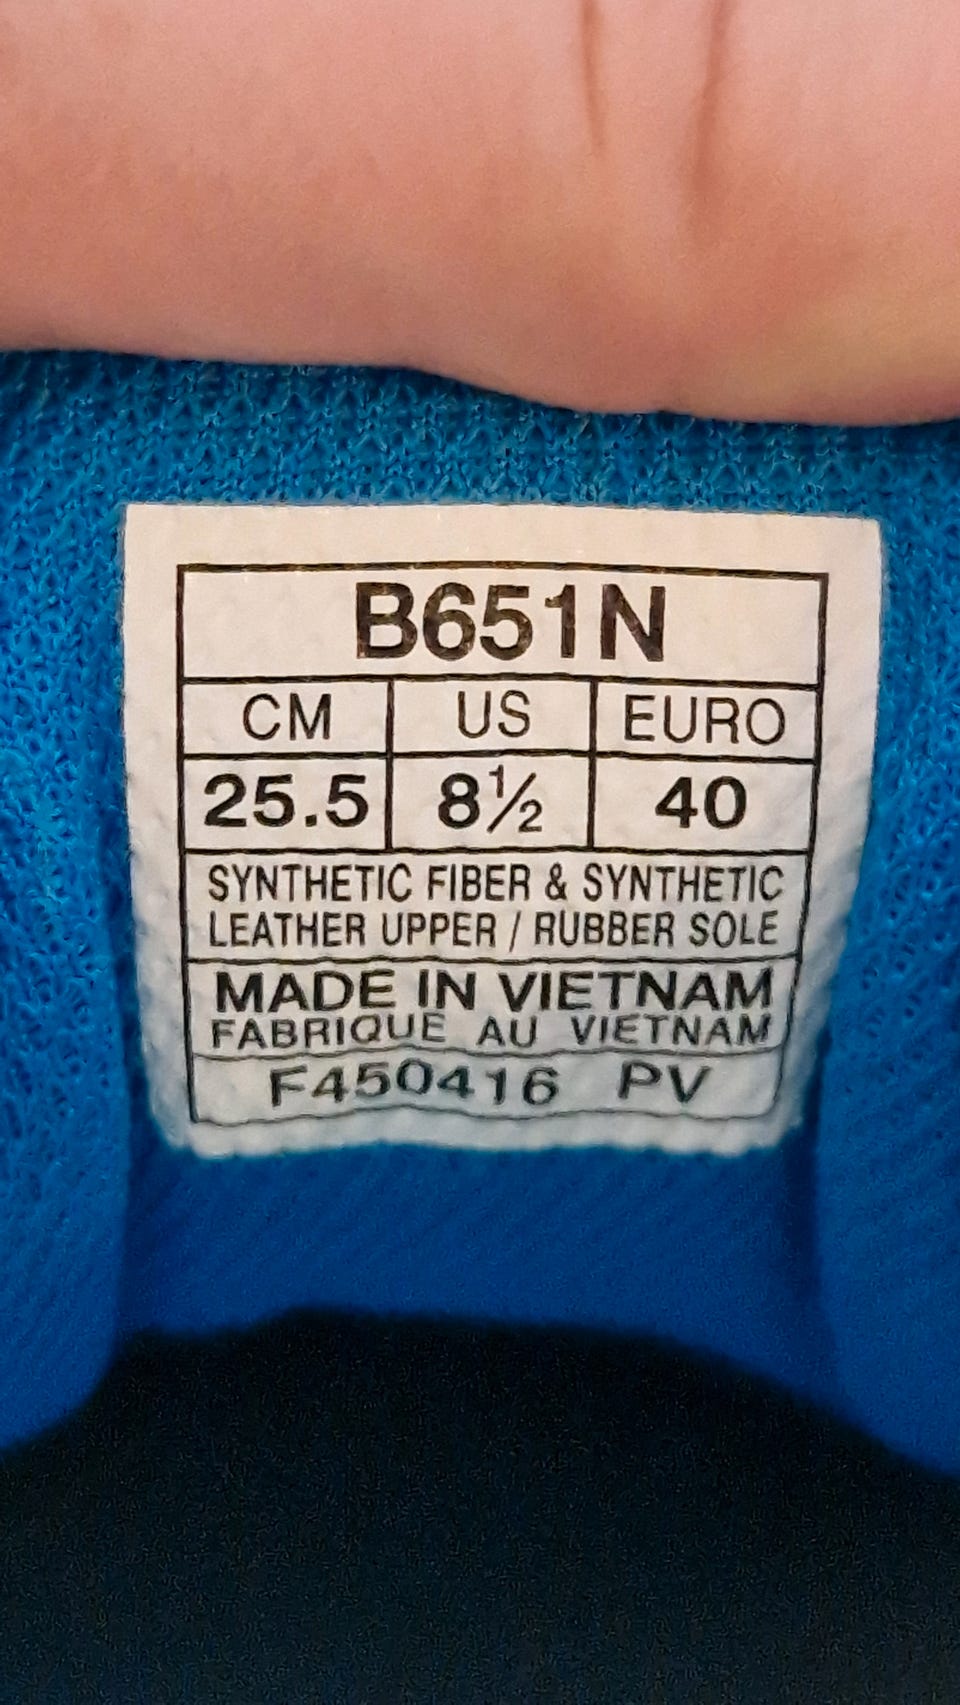 B651N
CM US EURO
25.5 8½ 40
SYNTHETIC FIBER & SYNTHETIC
LEATHER UPPER / RUBBER SOLE
MADE IN VIETNAM
FABRIQUE AU VIETNAM
F450416 PV